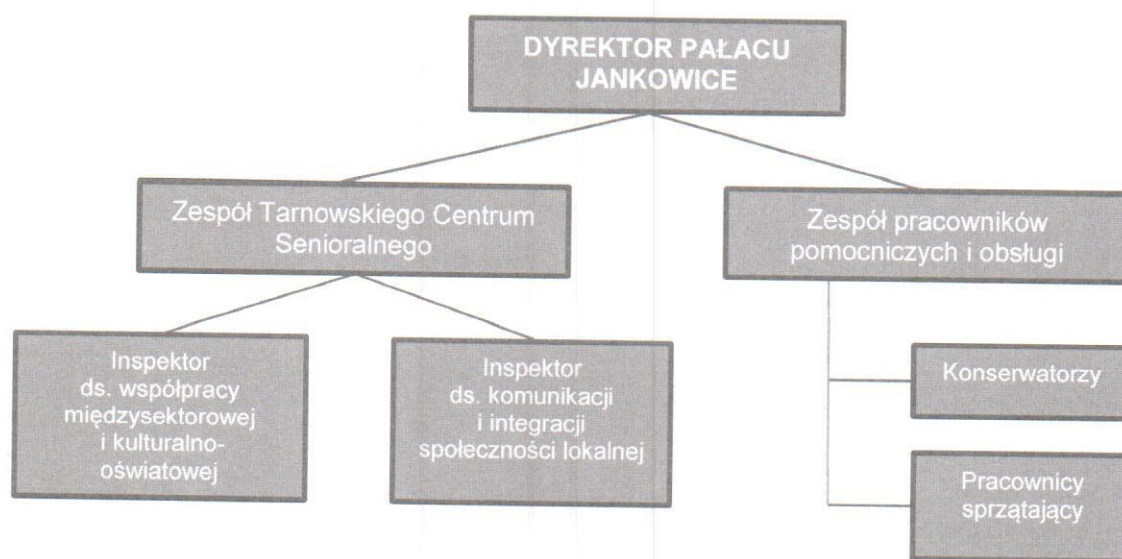 DYREKTOR PAŁACU
JANKOWICE
Zespół Tarnowskiego Centrum
Senioralnego
Zespół pracowników
pomocniczych i obsługi
Inspektor
ds. współpracy
międzysektorowej
i kulturalno-
oświatowej
Inspektor
ds. komunikacji
i integracji
społeczności lokalnej
Konserwatorzy
Pracownicy
sprzątający